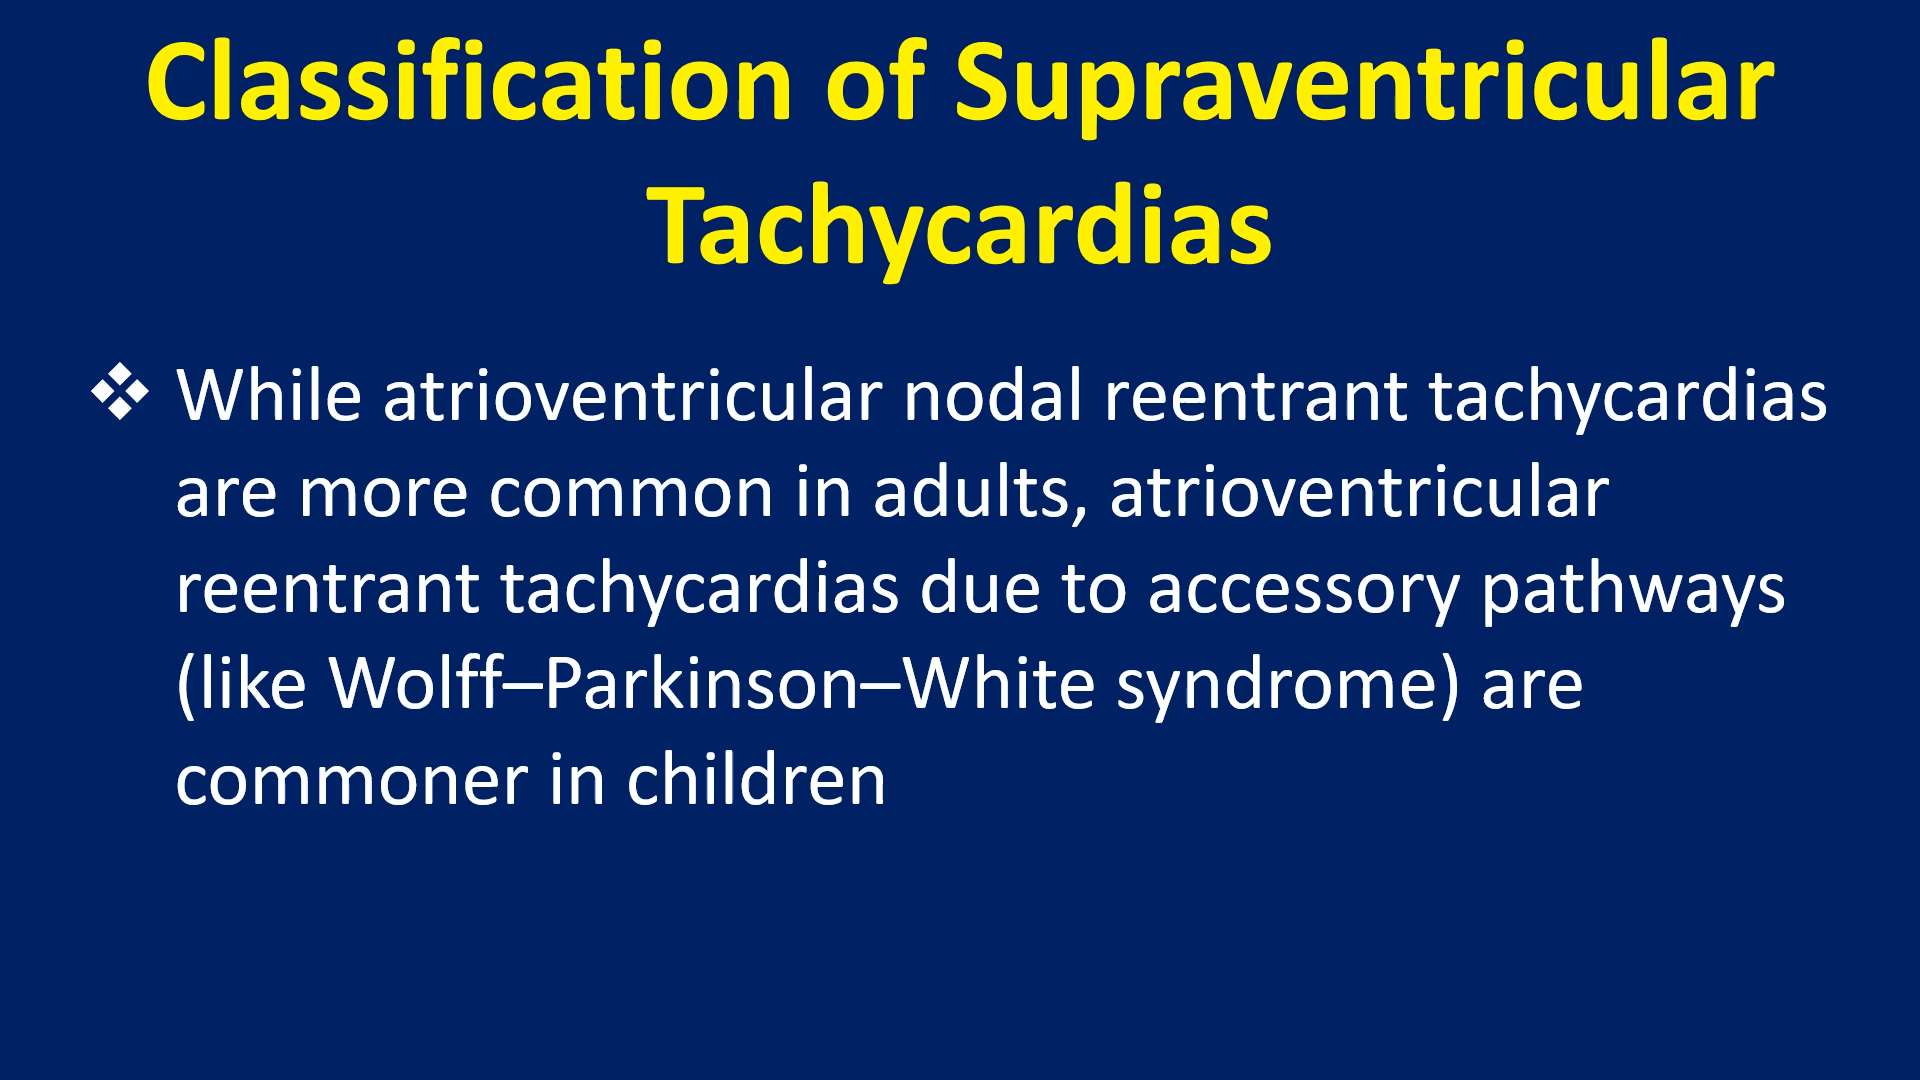 Classification of Supraventricular
Tachycardias
❖ While atrioventricular nodal reentrant tachycardias
are more common in adults, atrioventricular
reentrant tachycardias due to accessory pathways
(like Wolff–Parkinson–White syndrome) are
commoner in children